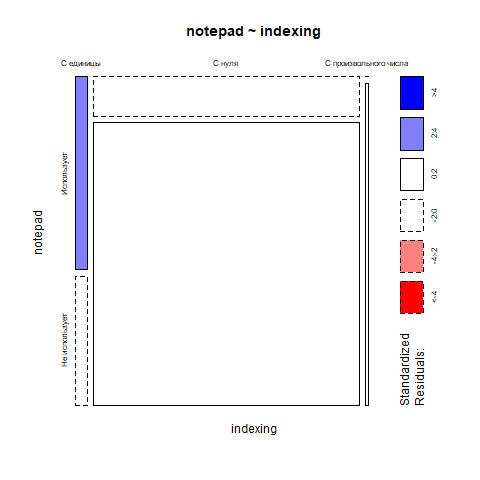 notepad ~ indexing
С единицы
С нуля
С произвольного числа
Использует
Не использует
notepad
indexing
>4
2:4
0:2
-2:0
-4:-2
<-4
Standardized
Residuals: